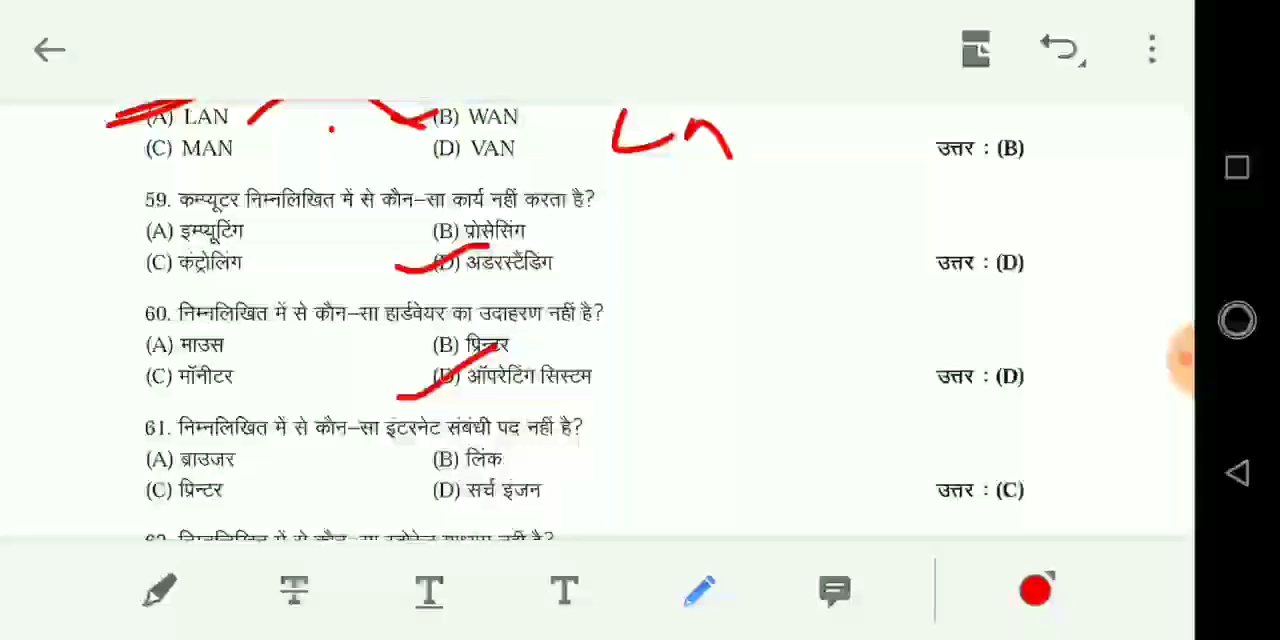 (A) LAN (B) WAN
(C) MAN (D) VAN उत्तर : (B)
Ln
59. कम्प्यूटर निम्नलिखित में से कौन-सा कार्य नहीं करता है?
(A) इम्प्यूटिंग (B) प्रोसेसिंग
(C) कंट्रोलिंग (D) अडरस्टैंडिग उत्तर : (D)
60. निम्नलिखित में से कौन-सा हार्डवेयर का उदाहरण नहीं है?
(A) माउस (B) प्रिन्टर
(C) मॉनीटर (D) ऑपरेटिंग सिस्टम उत्तर : (D)
61. निम्नलिखित में से कौन-सा इंटरनेट संबंधी पद नहीं है?
(A) ब्राउजर (B) लिंक
(C) प्रिन्टर (D) सर्च इंजन उत्तर : (C)